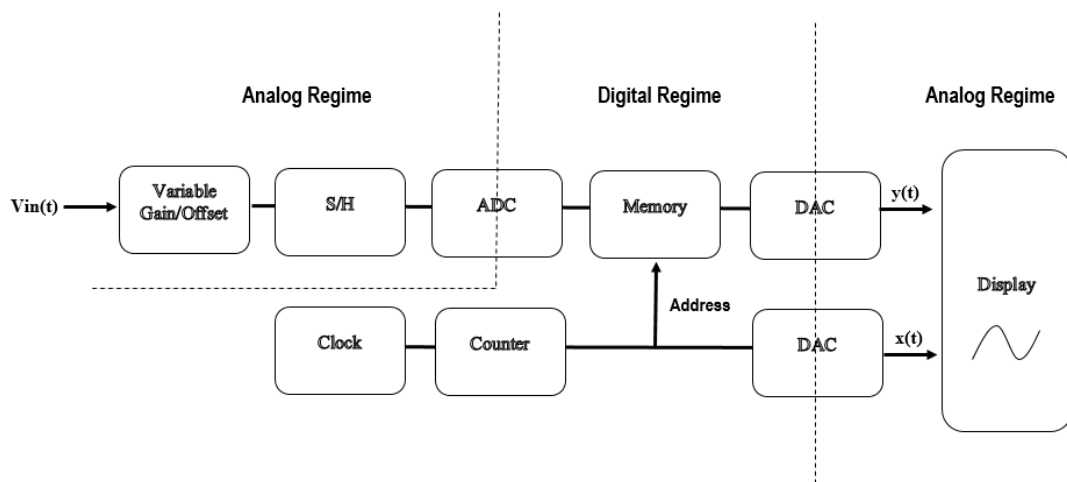 Analog Regime
Digital Regime
Analog Regime
Vin(t)
Variable
Gain/Offset
S/H
ADC
Memory
DAC
y(t)
Display
Address
Clock
Counter
DAC
x(t)